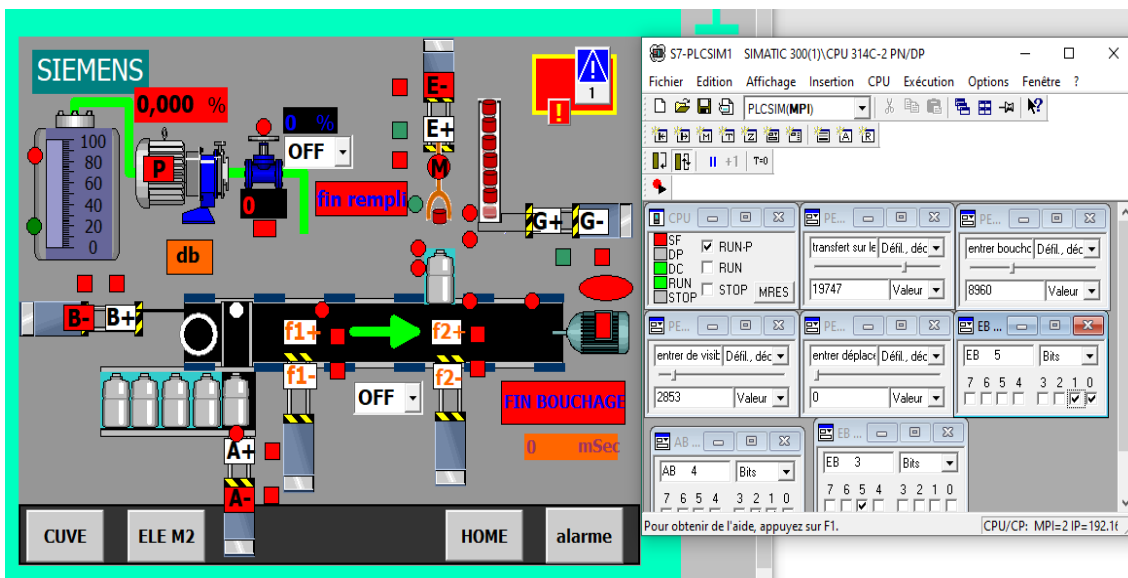 SIEMENS
0,000 %
0 %
OFF
100
80
60
40
20
0
P
0
fin rempli
db
E-
E+
M
1
!
G+
G-
B-
B+
f1+
f1-
f2+
f2-
OFF
FIN BOUCHAGE
0 mSec
A+
A-
CUVE
ELE M2
HOME
alarme
S7-PLCSIM1 SIMATIC 300(1)\CPU 314C-2 PN/DP
Fichier Edition Affichage Insertion CPU Exécution Options Fenêtre ?
PLCSIM(MPI)
+1 T=0
CPU
SF
DP
DC
RUN
STOP
RUN-P
RUN
STOP
MRES
PE...
transfert sur le Défil., déc
19747 Valeur
PE...
entrer boucho Défil., déc
8960 Valeur
PE...
entrer de visit Défil., déc
2853 Valeur
PE...
entrer déplace Défil., déc
0 Valeur
EB ...
EB 5 Bits
7 6 5 4 3 2 1 0
AB ...
AB 4 Bits
7 6 5 4 3 2 1 0
EB ...
EB 3 Bits
7 6 5 4 3 2 1 0
Pour obtenir de l'aide, appuyez sur F1.
CPU/CP: MPI=2 IP=192.16